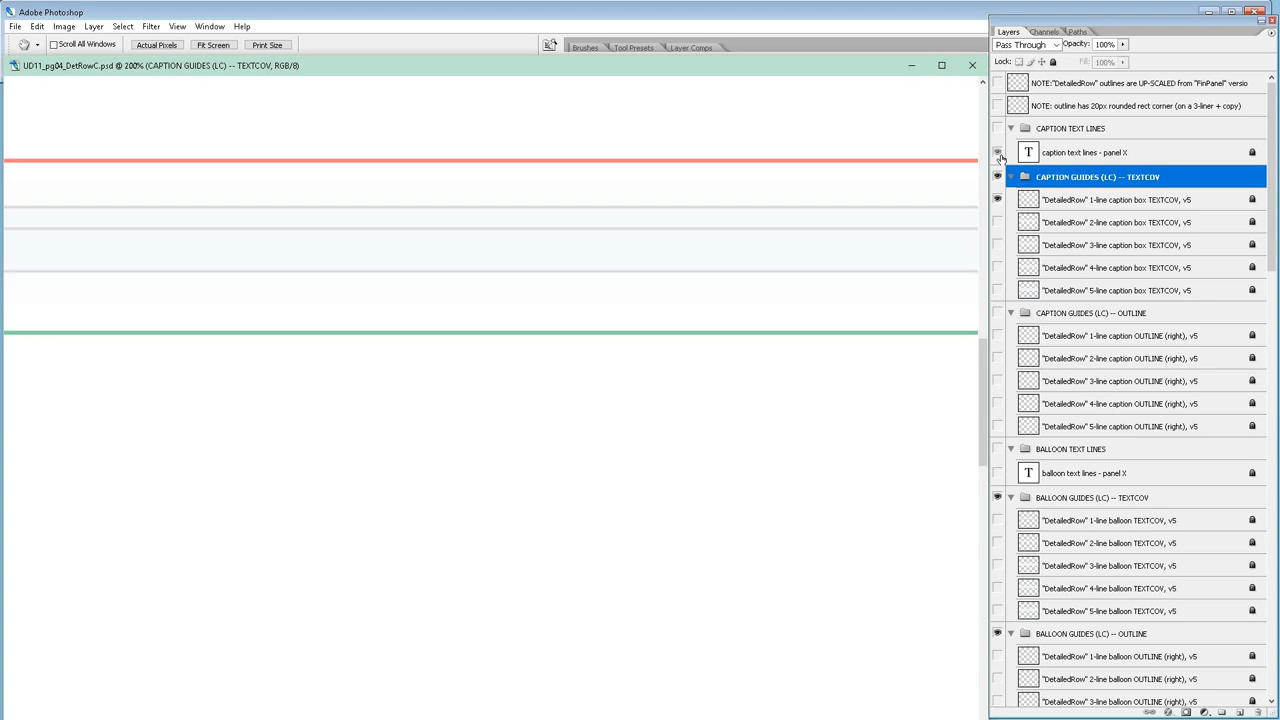 Adobe Photoshop
File Edit Image Layer Select Filter View Window Help
Scroll All Windows Actual Pixels Fit Screen Print Size
Brushes Tool Presets Layer Comps
UD11_pg04_DetRowC.psd @ 200% (CAPTION GUIDES (LC) -- TEXTCOV, RGB/8)
Layers Channels Paths
Pass Through Opacity: 100%
Lock: Fill: 100%
NOTE:"DetailedRow" outlines are UP-SCALED from "FinPanel" versio
NOTE: outline has 20px rounded rect corner (on a 3-liner + copy)
CAPTION TEXT LINES
T caption text lines - panel X
CAPTION GUIDES (LC) -- TEXTCOV
"DetailedRow" 1-line caption box TEXTCOV, v5
"DetailedRow" 2-line caption box TEXTCOV, v5
"DetailedRow" 3-line caption box TEXTCOV, v5
"DetailedRow" 4-line caption box TEXTCOV, v5
"DetailedRow" 5-line caption box TEXTCOV, v5
CAPTION GUIDES (LC) -- OUTLINE
"DetailedRow" 1-line caption OUTLINE (right), v5
"DetailedRow" 2-line caption OUTLINE (right), v5
"DetailedRow" 3-line caption OUTLINE (right), v5
"DetailedRow" 4-line caption OUTLINE (right), v5
"DetailedRow" 5-line caption OUTLINE (right), v5
BALLOON TEXT LINES
T balloon text lines - panel X
BALLOON GUIDES (LC) -- TEXTCOV
"DetailedRow" 1-line balloon TEXTCOV, v5
"DetailedRow" 2-line balloon TEXTCOV, v5
"DetailedRow" 3-line balloon TEXTCOV, v5
"DetailedRow" 4-line balloon TEXTCOV, v5
"DetailedRow" 5-line balloon TEXTCOV, v5
BALLOON GUIDES (LC) -- OUTLINE
"DetailedRow" 1-line balloon OUTLINE (right), v5
"DetailedRow" 2-line balloon OUTLINE (right), v5
"DetailedRow" 3-line balloon OUTLINE (right), v5